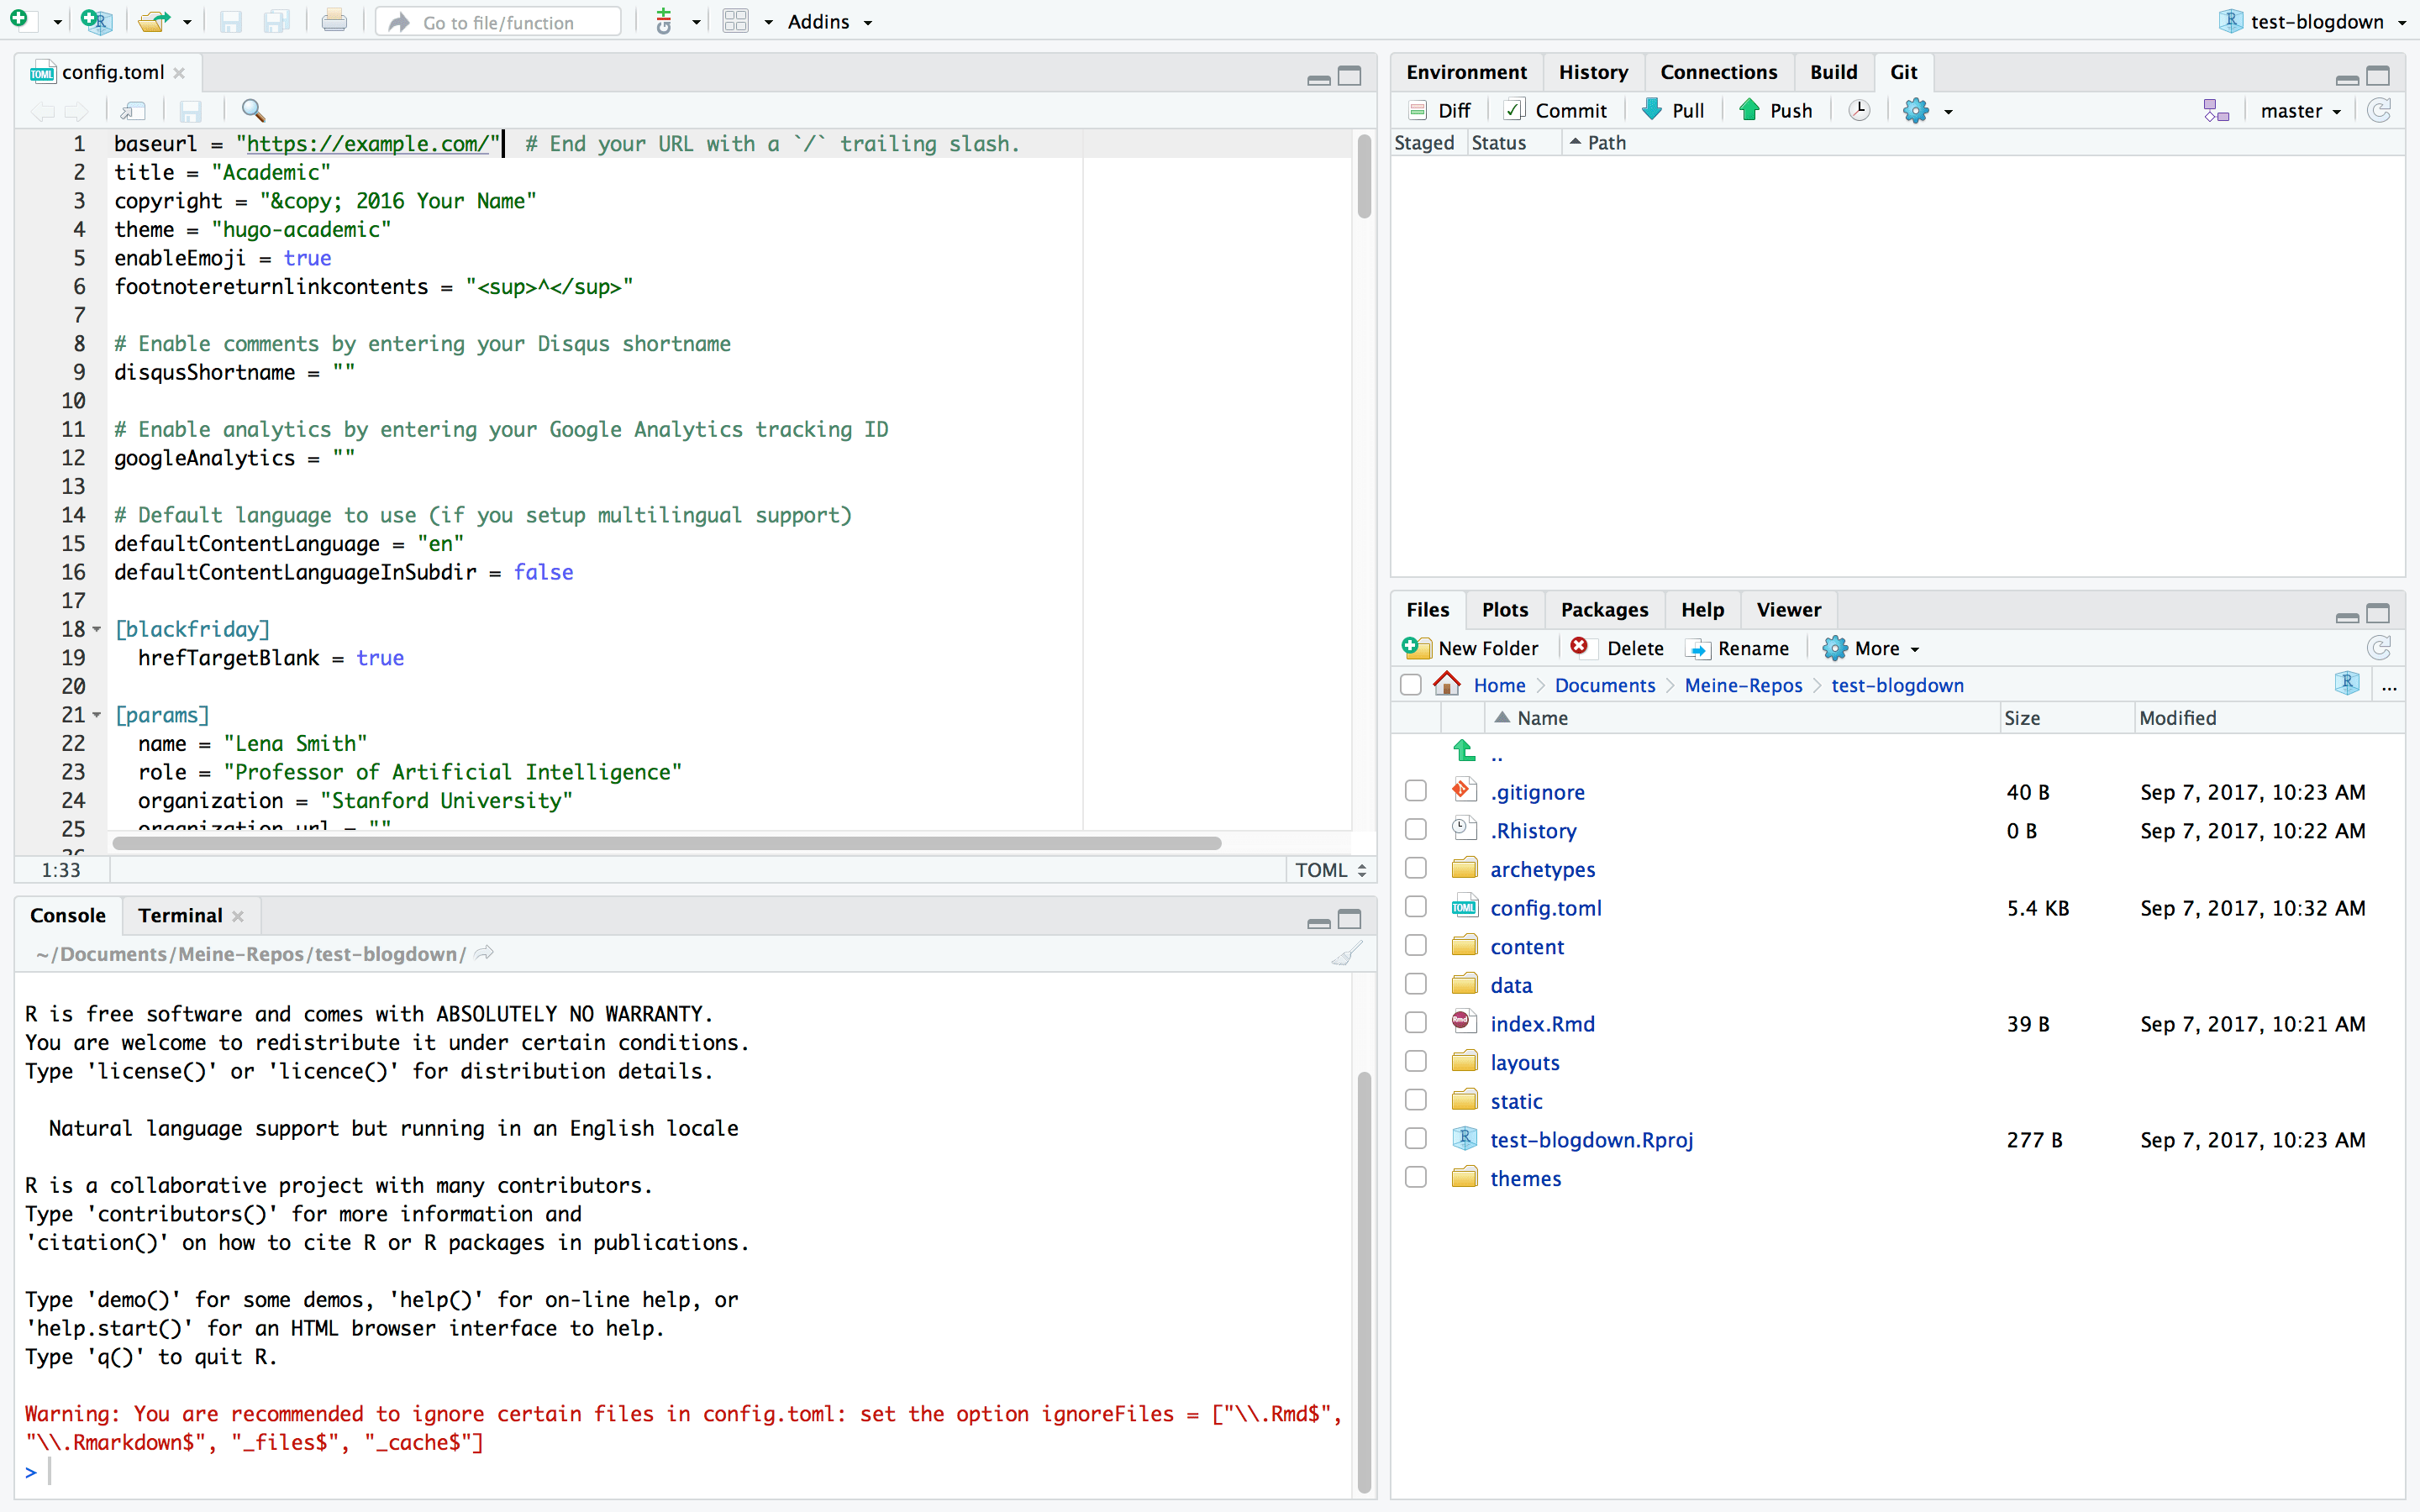 Go to file/function
Addins
test-blogdown
config.toml
1 baseurl = "https://example.com/"  # End your URL with a `/` trailing slash.
2 title = "Academic"
3 copyright = "&copy; 2016 Your Name"
4 theme = "hugo-academic"
5 enableEmoji = true
6 footnotereturnlinkcontents = "<sup>^</sup>"
7
8 # Enable comments by entering your Disqus shortname
9 disqusShortname = ""
10
11 # Enable analytics by entering your Google Analytics tracking ID
12 googleAnalytics = ""
13
14 # Default language to use (if you setup multilingual support)
15 defaultContentLanguage = "en"
16 defaultContentLanguageInSubdir = false
17
18 [blackfriday]
19   hrefTargetBlank = true
20
21 [params]
22   name = "Lena Smith"
23   role = "Professor of Artificial Intelligence"
24   organization = "Stanford University"
25   organization_url = ""
1:33 TOML
Console Terminal
~/Documents/Meine-Repos/test-blogdown/
R is free software and comes with ABSOLUTELY NO WARRANTY.
You are welcome to redistribute it under certain conditions.
Type 'license()' or 'licence()' for distribution details.
Natural language support but running in an English locale
R is a collaborative project with many contributors.
Type 'contributors()' for more information and
'citation()' on how to cite R or R packages in publications.
Type 'demo()' for some demos, 'help()' for on-line help, or
'help.start()' for an HTML browser interface to help.
Type 'q()' to quit R.
Warning: You are recommended to ignore certain files in config.toml: set the option ignoreFiles = ["\\.Rmd$",
"\\.Rmarkdown$", "_files$", "_cache$"]
>
Environment History Connections Build Git
Diff Commit Pull Push master
Staged Status Path
Files Plots Packages Help Viewer
New Folder Delete Rename More
Home Documents Meine-Repos test-blogdown ...
Name Size Modified
..
.gitignore 40 B Sep 7, 2017, 10:23 AM
.Rhistory 0 B Sep 7, 2017, 10:22 AM
archetypes
TOML config.toml 5.4 KB Sep 7, 2017, 10:32 AM
content
data
Rmd index.Rmd 39 B Sep 7, 2017, 10:21 AM
layouts
static
test-blogdown.Rproj 277 B Sep 7, 2017, 10:23 AM
themes